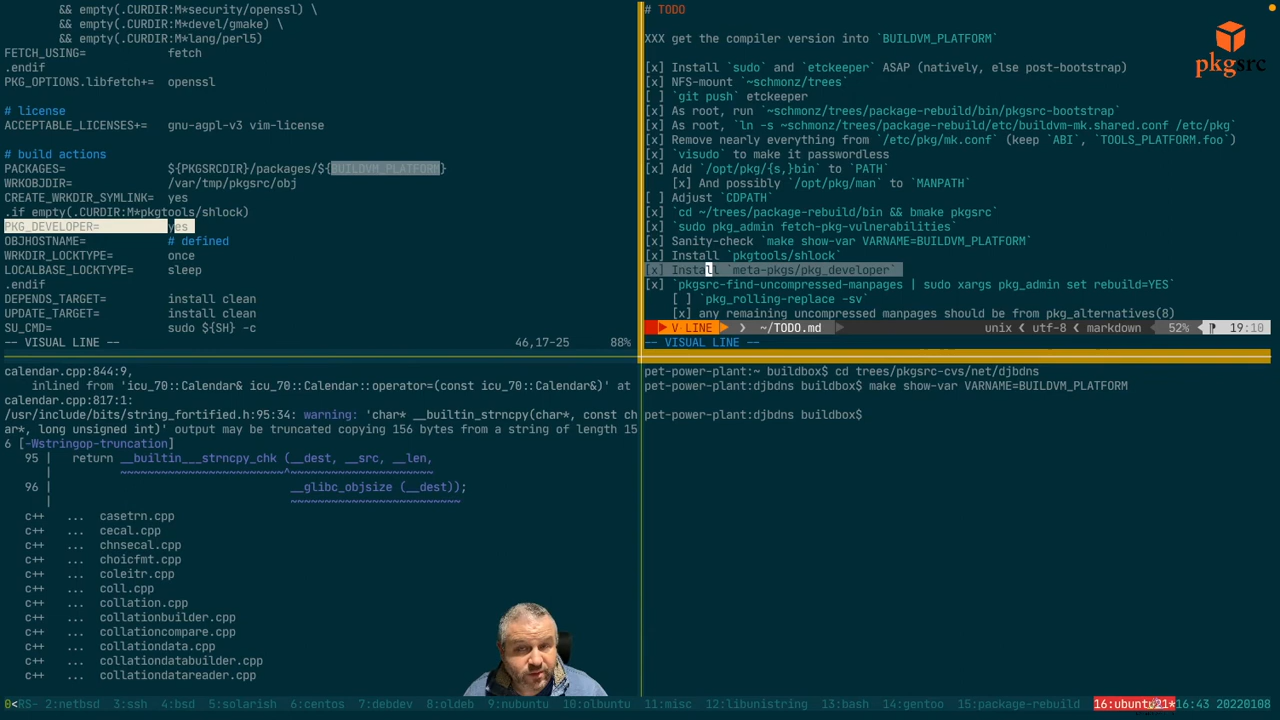 && empty(.CURDIR:M*security/openssl) \
&& empty(.CURDIR:M*devel/gmake) \
&& empty(.CURDIR:M*lang/perl5)
FETCH_USING= fetch
.endif
PKG_OPTIONS.libfetch+= openssl
# license
ACCEPTABLE_LICENSES+= gnu-agpl-v3 vim-license
# build actions
PACKAGES= ${PKGSRCDIR}/packages/${BUILDVM_PLATFORM}
WRKOBJDIR= /var/tmp/pkgsrc/obj
CREATE_WRKDIR_SYMLINK= yes
.if empty(.CURDIR:M*pkgtools/shlock)
PKG_DEVELOPER= yes
OBJHOSTNAME= # defined
WRKDIR_LOCKTYPE= once
LOCALBASE_LOCKTYPE= sleep
.endif
DEPENDS_TARGET= install clean
UPDATE_TARGET= install clean
SU_CMD= sudo ${SH} -c
-- VISUAL LINE -- 46,17-25 88%
# TODO
XXX get the compiler version into `BUILDVM_PLATFORM`
[x] Install `sudo` and `etckeeper` ASAP (natively, else post-bootstrap)
[x] NFS-mount `~schmonz/trees`
[ ] `git push` etckeeper
[x] As root, run `~schmonz/trees/package-rebuild/bin/pkgsrc-bootstrap`
[x] As root, `ln -s ~schmonz/trees/package-rebuild/etc/buildvm-mk.shared.conf /etc/pkg`
[x] Remove nearly everything from `/etc/pkg/mk.conf` (keep `ABI`, `TOOLS_PLATFORM.foo`)
[x] `visudo` to make it passwordless
[x] Add `/opt/pkg/{s,}bin` to `PATH`
[x] And possibly `/opt/pkg/man` to `MANPATH`
[ ] Adjust `CDPATH`
[x] `cd ~/trees/package-rebuild/bin && bmake pkgsrc`
[x] `sudo pkg_admin fetch-pkg-vulnerabilities`
[x] Sanity-check `make show-var VARNAME=BUILDVM_PLATFORM`
[x] Install `pkgtools/shlock`
[x] Install `meta-pkgs/pkg_developer`
[x] `pkgsrc-find-uncompressed-manpages | sudo xargs pkg_admin set rebuild=YES`
[ ] `pkg_rolling-replace -sv`
[x] any remaining uncompressed manpages should be from pkg_alternatives(8)
V LINE ❯ ~/TODO.md unix ❮ utf-8 ❮ markdown 52% 19:10
-- VISUAL LINE --
pkgsrc
calendar.cpp:844:9,
inlined from 'icu_70::Calendar& icu_70::Calendar::operator=(const icu_70::Calendar&)' at
calendar.cpp:817:1:
/usr/include/bits/string_fortified.h:95:34: warning: 'char* __builtin_strncpy(char*, const ch
ar*, long unsigned int)' output may be truncated copying 156 bytes from a string of length 15
6 [-Wstringop-truncation]
95 | return __builtin___strncpy_chk (__dest, __src, __len,
| ~~~~~~~~~~~~~~~~~~~~~~~~^~~~~~~~~~~~~~~~~~~~~
96 | __glibc_objsize (__dest));
| ~~~~~~~~~~~~~~~~~~~~~~~~~
c++ ... casetrn.cpp
c++ ... cecal.cpp
c++ ... chnsecal.cpp
c++ ... choicfmt.cpp
c++ ... coleitr.cpp
c++ ... coll.cpp
c++ ... collation.cpp
c++ ... collationbuilder.cpp
c++ ... collationcompare.cpp
c++ ... collationdata.cpp
c++ ... collationdatabuilder.cpp
c++ ... collationdatareader.cpp
pet-power-plant:~ buildbox$ cd trees/pkgsrc-cvs/net/djbdns
pet-power-plant:djbdns buildbox$ make show-var VARNAME=BUILDVM_PLATFORM
pet-power-plant:djbdns buildbox$
0<RS- 2:netbsd 3:ssh 4:bsd 5:solarish 6:centos 7:debdev 8:oldeb 9:nubuntu 10:olbuntu 11:misc 12:libunistring 13:bash 14:gentoo 15:package-rebuild 16:ubuntu21* 16:43 20220108